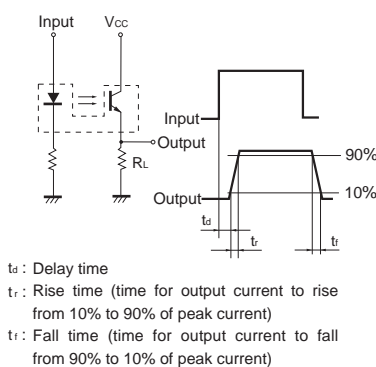 Input
Vcc
Output
RL
Input
90%
10%
Output
td
tr
tf
td : Delay time
tr : Rise time (time for output current to rise
from 10% to 90% of peak current)
tf : Fall time (time for output current to fall
from 90% to 10% of peak current)